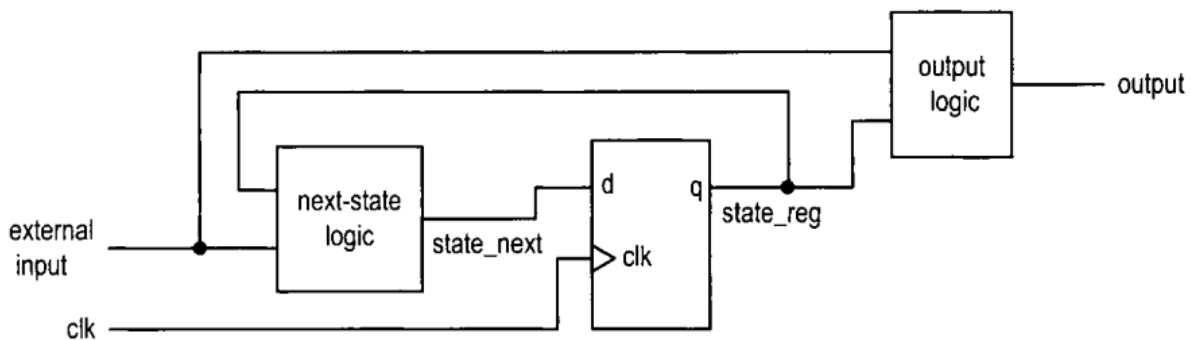 output
logic
output
next-state
logic
d
q
state_reg
external
input
state_next
clk
clk